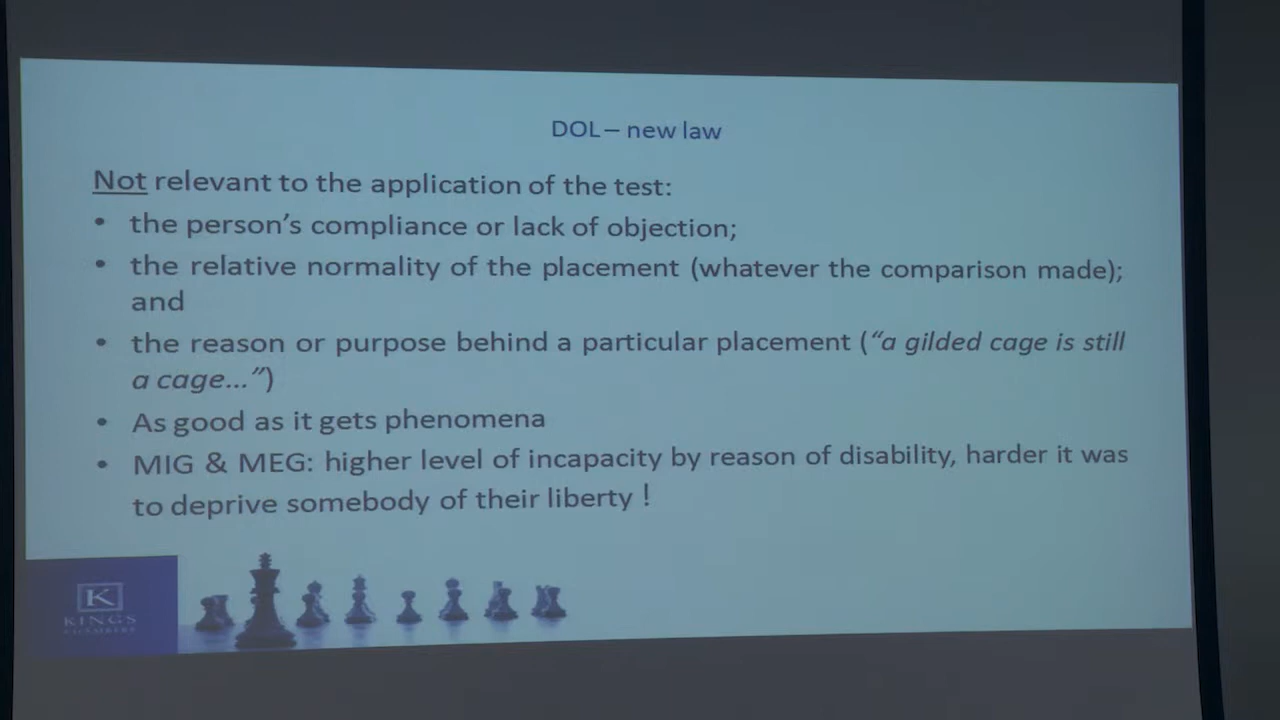 DOL – new law
Not relevant to the application of the test:
• the person's compliance or lack of objection;
• the relative normality of the placement (whatever the comparison made);
and
• the reason or purpose behind a particular placement (“a gilded cage is still
a cage...”)
• As good as it gets phenomena
• MIG & MEG: higher level of incapacity by reason of disability, harder it was
to deprive somebody of their liberty !
K
KINGS
CHAMBERS